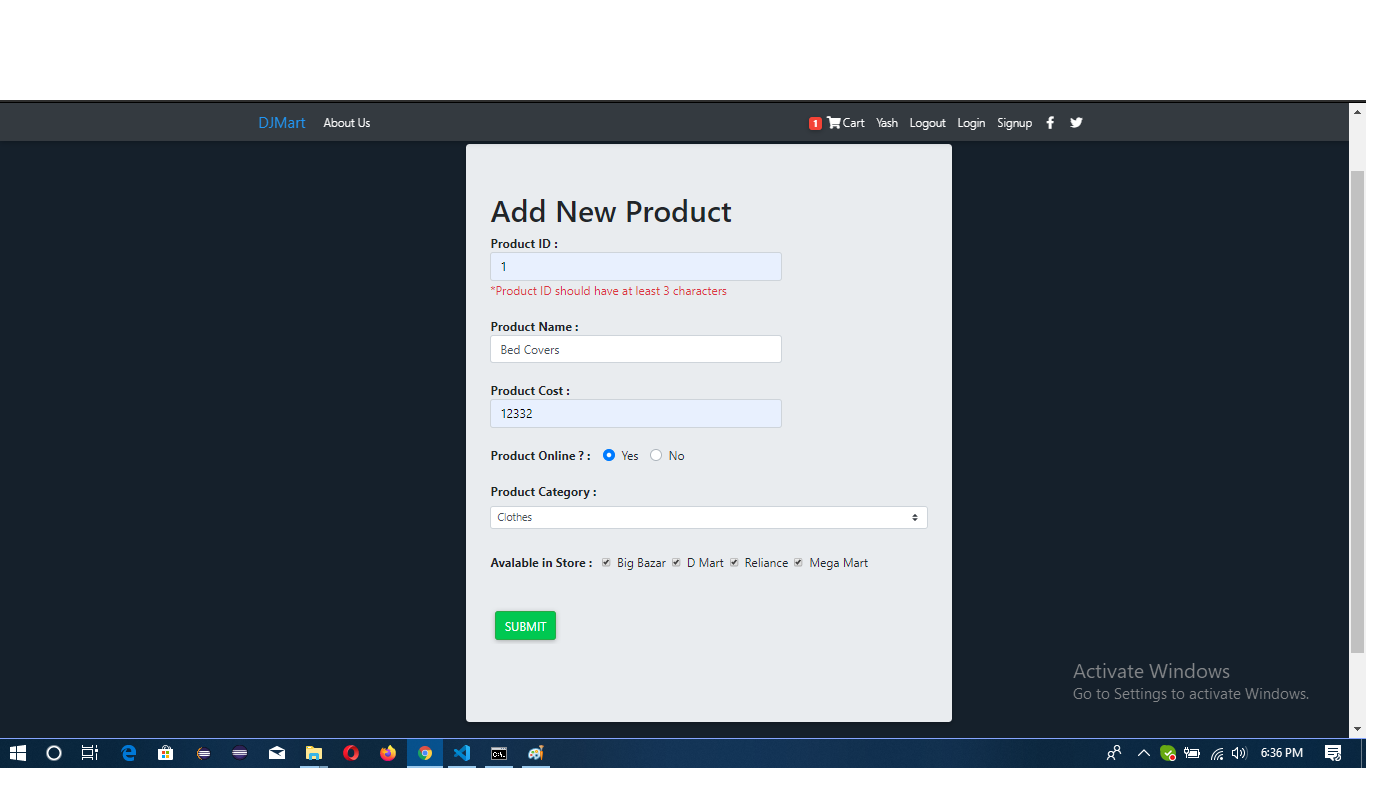 DJMart About Us 1 Cart Yash Logout Login Signup
Add New Product
Product ID :
1
*Product ID should have at least 3 characters
Product Name :
Bed Covers
Product Cost :
12332
Product Online ? : Yes No
Product Category :
Clothes
Avalable in Store : Big Bazar D Mart Reliance Mega Mart
SUBMIT
Activate Windows
Go to Settings to activate Windows.
6:36 PM